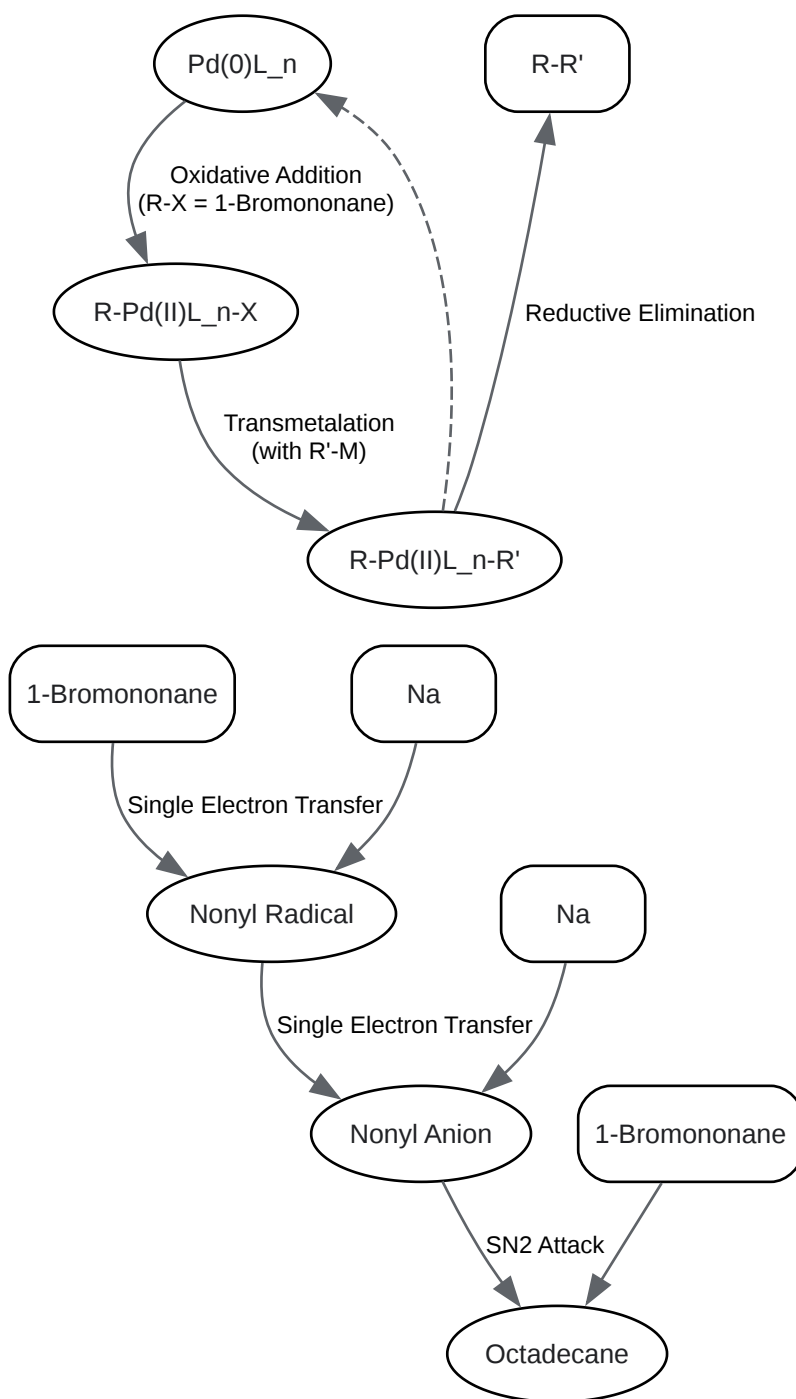 Pd(0)L_n
R-R'
Oxidative Addition
(R-X = 1-Bromononane)
R-Pd(II)L_n-X
Reductive Elimination
Transmetalation
(with R'-M)
R-Pd(II)L_n-R'
1-Bromononane
Na
Single Electron Transfer
Nonyl Radical
Na
Single Electron Transfer
Nonyl Anion
1-Bromononane
SN2 Attack
Octadecane